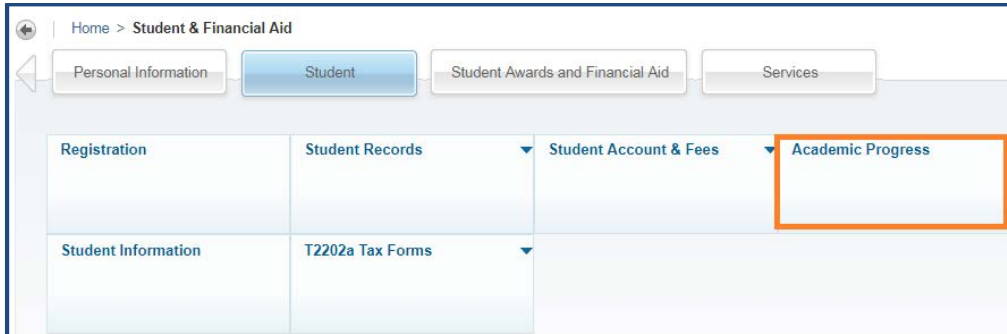 Home > Student & Financial Aid
Personal Information Student Student Awards and Financial Aid Services
Registration Student Records Student Account & Fees Academic Progress
Student Information T2202a Tax Forms